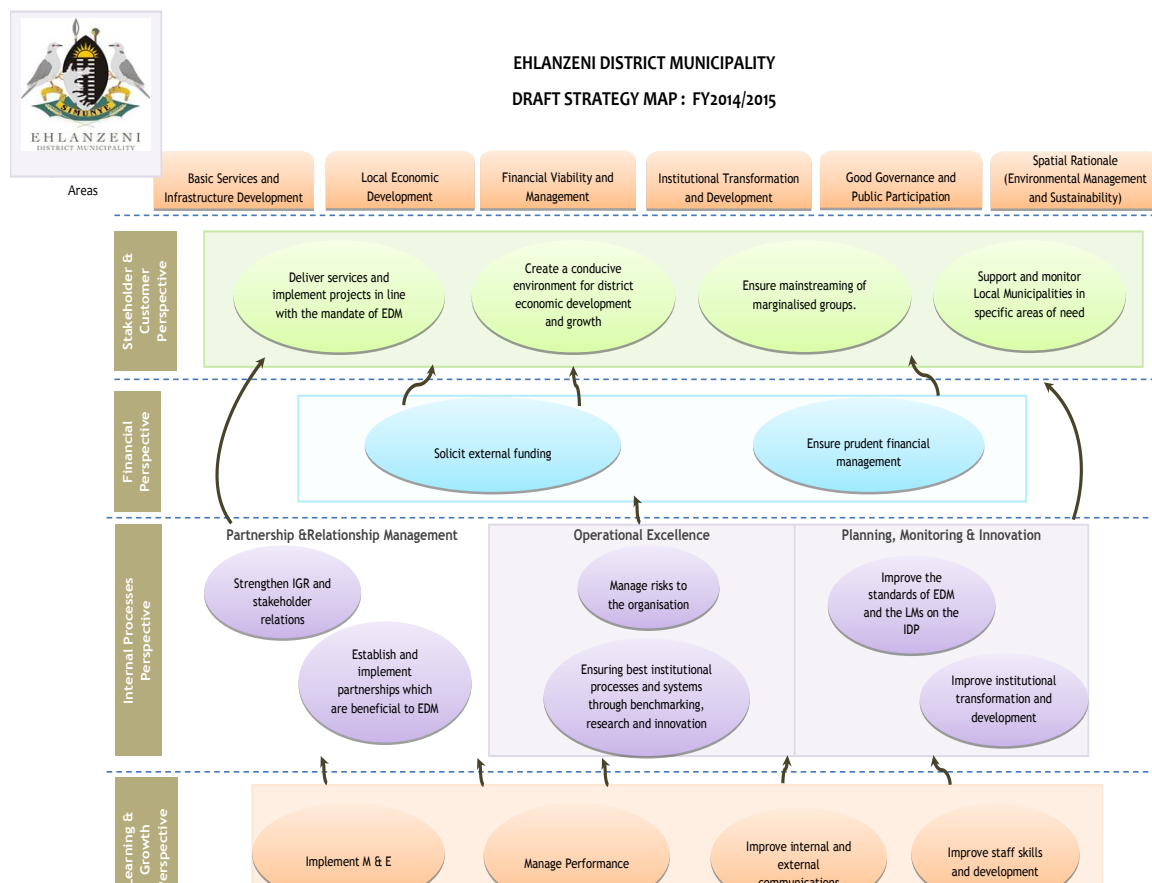 EHLANZENI DISTRICT MUNICIPALITY
DRAFT STRATEGY MAP : FY2014/2015
SIMUNYE
EHLANZENI
DISTRICT MUNICIPALITY
Areas
Basic Services and
Infrastructure Development
Local Economic
Development
Financial Viability and
Management
Institutional Transformation
and Development
Good Governance and
Public Participation
Spatial Rationale
(Environmental Management
and Sustainability)
Stakeholder &
Customer
Perspective
Deliver services and
implement projects in line
with the mandate of EDM
Create a conducive
environment for district
economic development
and growth
Ensure mainstreaming of
marginalised groups.
Support and monitor
Local Municipalities in
specific areas of need
Financial
Perspective
Solicit external funding
Ensure prudent financial
management
Internal Processes
Perspective
Partnership &Relationship Management
Strengthen IGR and
stakeholder
relations
Establish and
implement
partnerships which
are beneficial to EDM
Operational Excellence
Manage risks to
the organisation
Ensuring best institutional
processes and systems
through benchmarking,
research and innovation
Planning, Monitoring & Innovation
Improve the
standards of EDM
and the LMs on the
IDP
Improve institutional
transformation and
development
Learning &
Growth
Perspective
Implement M & E
Manage Performance
Improve internal and
external
communications
Improve staff skills
and development